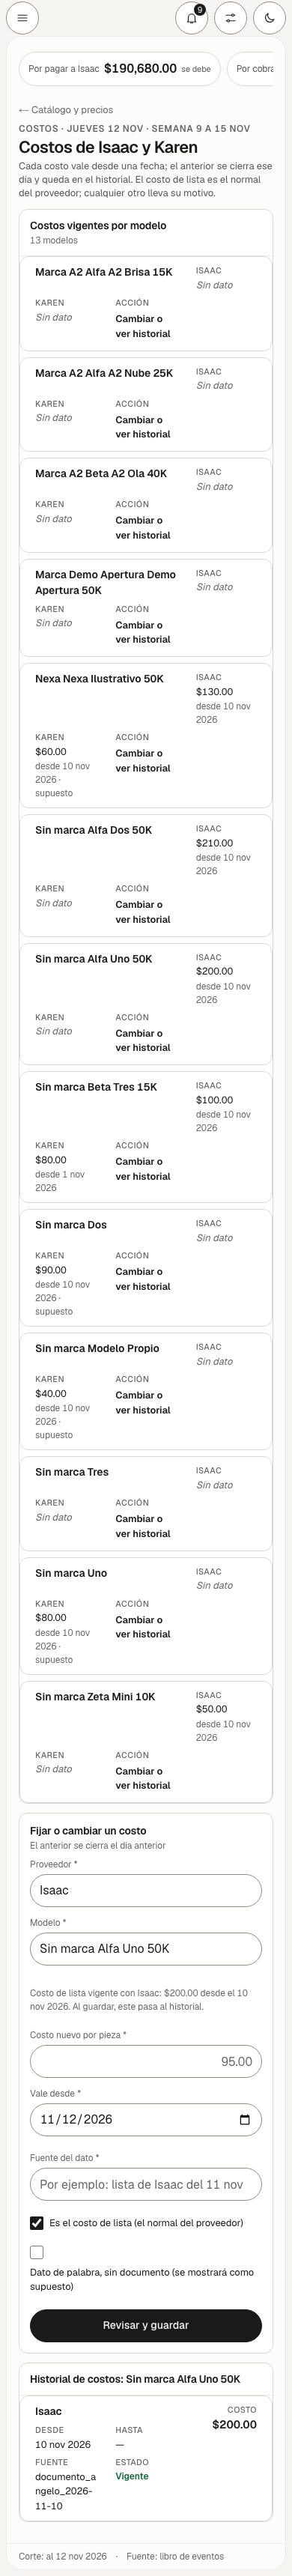 9
Por pagar a Isaac $190,680.00 se debe
Por cobra
← Catálogo y precios
COSTOS · JUEVES 12 NOV · SEMANA 9 A 15 NOV
Costos de Isaac y Karen
Cada costo vale desde una fecha; el anterior se cierra ese
día y queda en el historial. El costo de lista es el normal
del proveedor; cualquier otro lleva su motivo.
Costos vigentes por modelo
13 modelos
Marca A2 Alfa A2 Brisa 15K
ISAAC
Sin dato
KAREN
Sin dato
ACCIÓN
Cambiar o
ver historial
Marca A2 Alfa A2 Nube 25K
ISAAC
Sin dato
KAREN
Sin dato
ACCIÓN
Cambiar o
ver historial
Marca A2 Beta A2 Ola 40K
ISAAC
Sin dato
KAREN
Sin dato
ACCIÓN
Cambiar o
ver historial
Marca Demo Apertura Demo
Apertura 50K
ISAAC
Sin dato
KAREN
Sin dato
ACCIÓN
Cambiar o
ver historial
Nexa Nexa Ilustrativo 50K
ISAAC
$130.00
desde 10 nov
2026
KAREN
$60.00
desde 10 nov
2026 ·
supuesto
ACCIÓN
Cambiar o
ver historial
Sin marca Alfa Dos 50K
ISAAC
$210.00
desde 10 nov
2026
KAREN
Sin dato
ACCIÓN
Cambiar o
ver historial
Sin marca Alfa Uno 50K
ISAAC
$200.00
desde 10 nov
2026
KAREN
Sin dato
ACCIÓN
Cambiar o
ver historial
Sin marca Beta Tres 15K
ISAAC
$100.00
desde 10 nov
2026
KAREN
$80.00
desde 1 nov
2026
ACCIÓN
Cambiar o
ver historial
Sin marca Dos
ISAAC
Sin dato
KAREN
$90.00
desde 10 nov
2026 ·
supuesto
ACCIÓN
Cambiar o
ver historial
Sin marca Modelo Propio
ISAAC
Sin dato
KAREN
$40.00
desde 10 nov
2026 ·
supuesto
ACCIÓN
Cambiar o
ver historial
Sin marca Tres
ISAAC
Sin dato
KAREN
Sin dato
ACCIÓN
Cambiar o
ver historial
Sin marca Uno
ISAAC
Sin dato
KAREN
$80.00
desde 10 nov
2026 ·
supuesto
ACCIÓN
Cambiar o
ver historial
Sin marca Zeta Mini 10K
ISAAC
$50.00
desde 10 nov
2026
KAREN
Sin dato
ACCIÓN
Cambiar o
ver historial
Fijar o cambiar un costo
El anterior se cierra el día anterior
Proveedor *
Isaac
Modelo *
Sin marca Alfa Uno 50K
Costo de lista vigente con Isaac: $200.00 desde el 10
nov 2026. Al guardar, este pasa al historial.
Costo nuevo por pieza *
95.00
Vale desde *
11/12/2026
Fuente del dato *
Por ejemplo: lista de Isaac del 11 nov
Es el costo de lista (el normal del proveedor)
Dato de palabra, sin documento (se mostrará como
supuesto)
Revisar y guardar
Historial de costos: Sin marca Alfa Uno 50K
Isaac
COSTO
$200.00
DESDE
10 nov 2026
HASTA
—
FUENTE
documento_a
ngelo_2026-
11-10
ESTADO
Vigente
Corte: al 12 nov 2026 · Fuente: libro de eventos